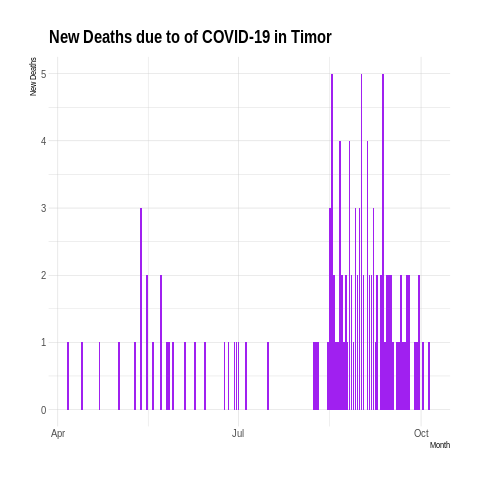 New Deaths due to of COVID-19 in Timor
New Deaths
5
4
3
2
1
0
Apr
Jul
Oct
Month